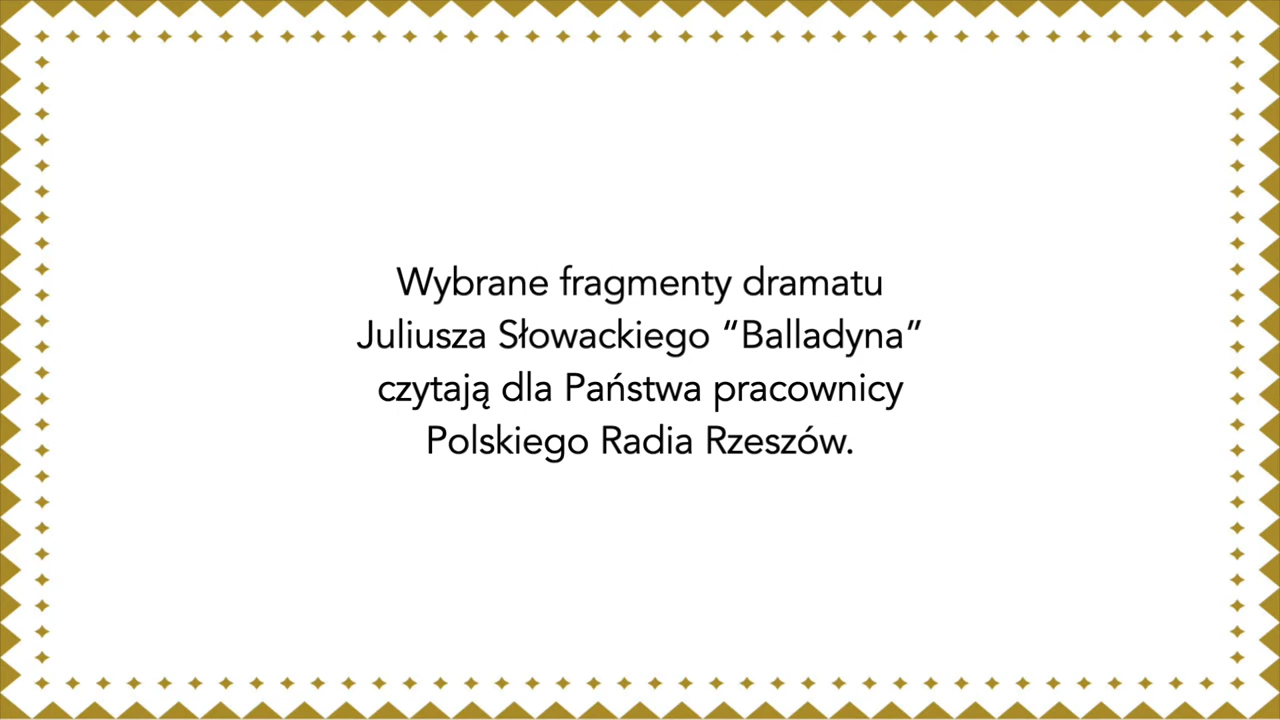 Wybrane fragmenty dramatu
Juliusza Słowackiego “Balladyna”
czytają dla Państwa pracownicy
Polskiego Radia Rzeszów.